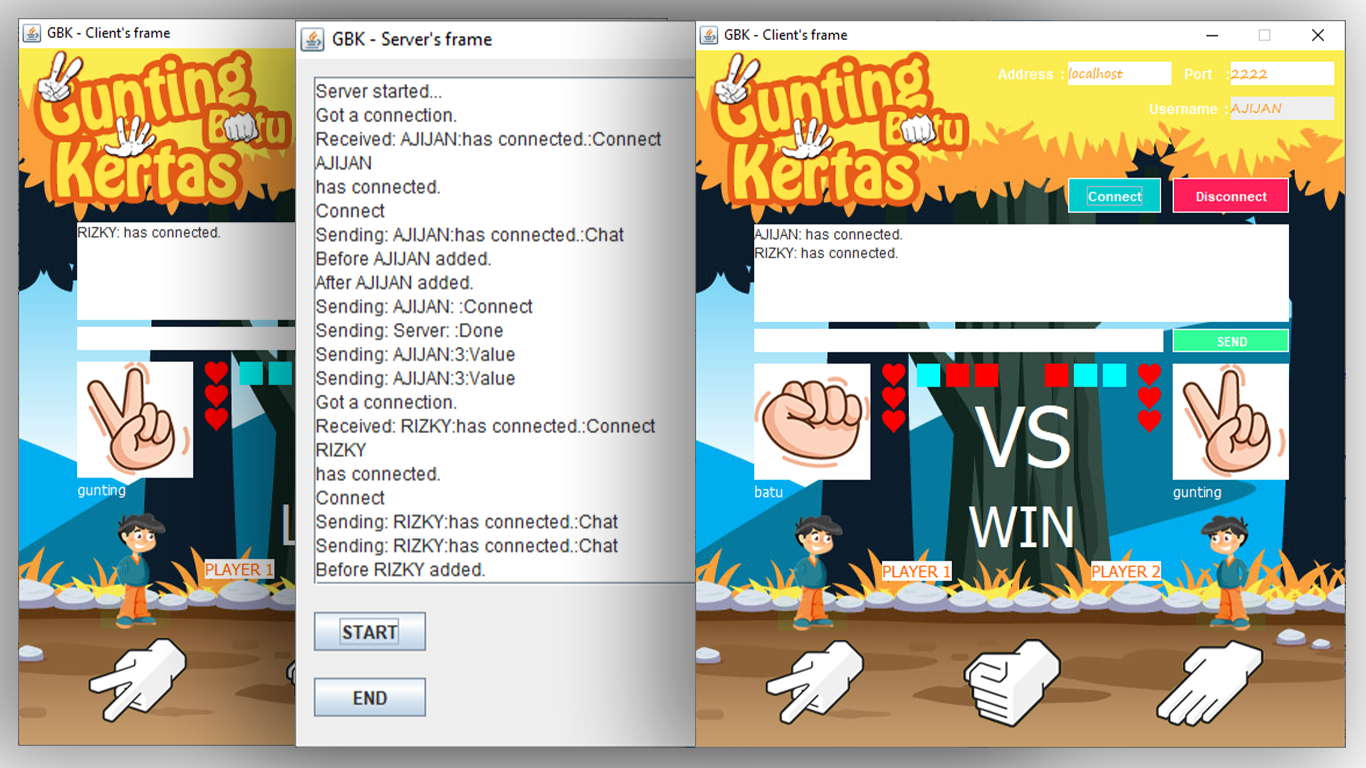 GBK - Client's frame
Gunting
Batu
Kertas
RIZKY: has connected.
gunting
L
PLAYER 1
GBK - Server's frame
Server started...
Got a connection.
Received: AJIJAN:has connected.:Connect
AJIJAN
has connected.
Connect
Sending: AJIJAN:has connected.:Chat
Before AJIJAN added.
After AJIJAN added.
Sending: AJIJAN: :Connect
Sending: Server: :Done
Sending: AJIJAN:3:Value
Sending: AJIJAN:3:Value
Got a connection.
Received: RIZKY:has connected.:Connect
RIZKY
has connected.
Connect
Sending: RIZKY:has connected.:Chat
Sending: RIZKY:has connected.:Chat
Before RIZKY added.
START
END
GBK - Client's frame
Gunting
Batu
Kertas
Address : localhost Port : 2222
Username : AJIJAN
Connect Disconnect
AJIJAN: has connected.
RIZKY: has connected.
SEND
VS
batu gunting
WIN
PLAYER 1 PLAYER 2